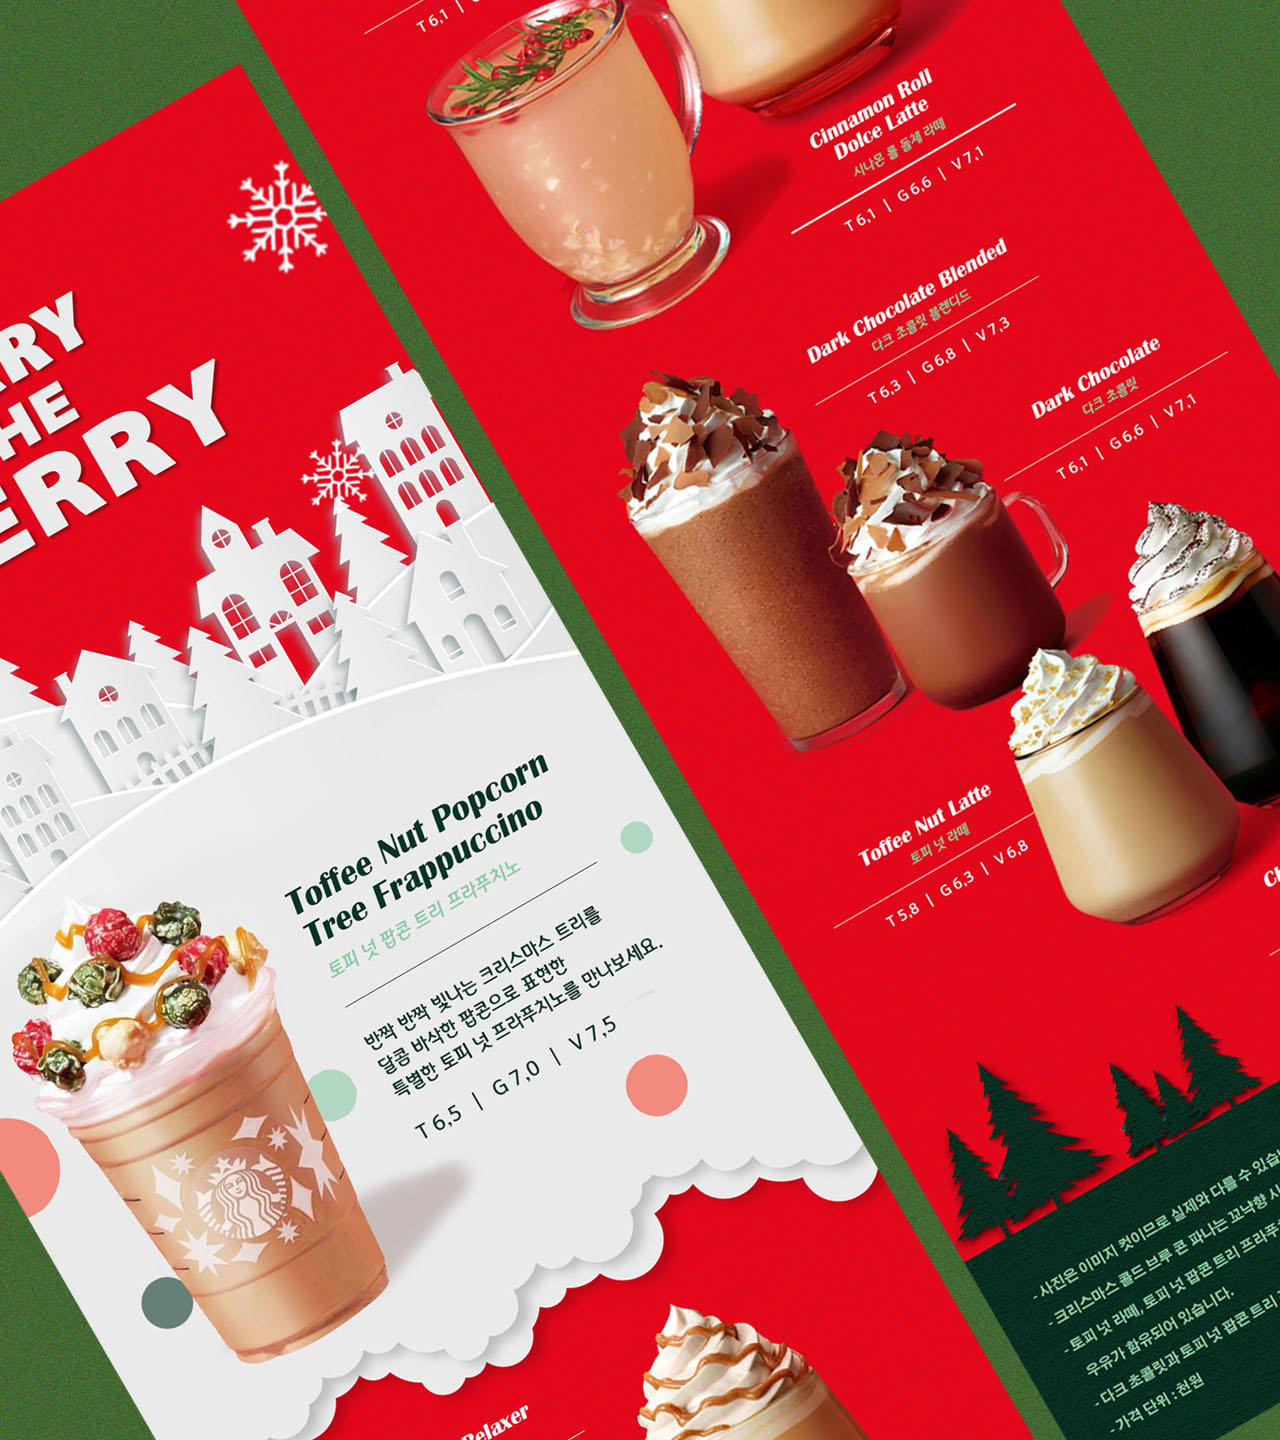 THE
Toffee Nut Popcorn
Tree Frappuccino
토피 넛 팝콘 트리 프라푸치노
반짝 반짝 빛나는 크리스마스 트리를
달콤 바삭한 팝콘으로 표현한
특별한 토피 넛 프라푸치노를 만나보세요.
T 6,5 | G 7,0 | V 7,5
Relaxer
T 6,1 |
Cinnamon Roll
Dolce Latte
시나몬 롤 돌체 라떼
T 6,1 | G 6,6 | V 7,1
Dark Chocolate Blended
다크 초콜릿 블렌디드
T 6,3 | G 6,8 | V 7,3
Dark Chocolate
다크 초콜릿
T 6,1 | G 6,6 | V 7,1
Toffee Nut Latte
토피 넛 라떼
T 5,8 | G 6,3 | V 6,8
- 사진은 이미지 컷이므로 실제와 다를 수 있습
- 크리스마스 콜드 브루 콘 파나는 꼬냑향 시
- 토피 넛 라떼, 토피 넛 팝콘 트리 프라푸
우유가 함유되어 있습니다.
- 다크 초콜릿과 토피 넛 팝콘 트리
- 가격 단위 : 천원